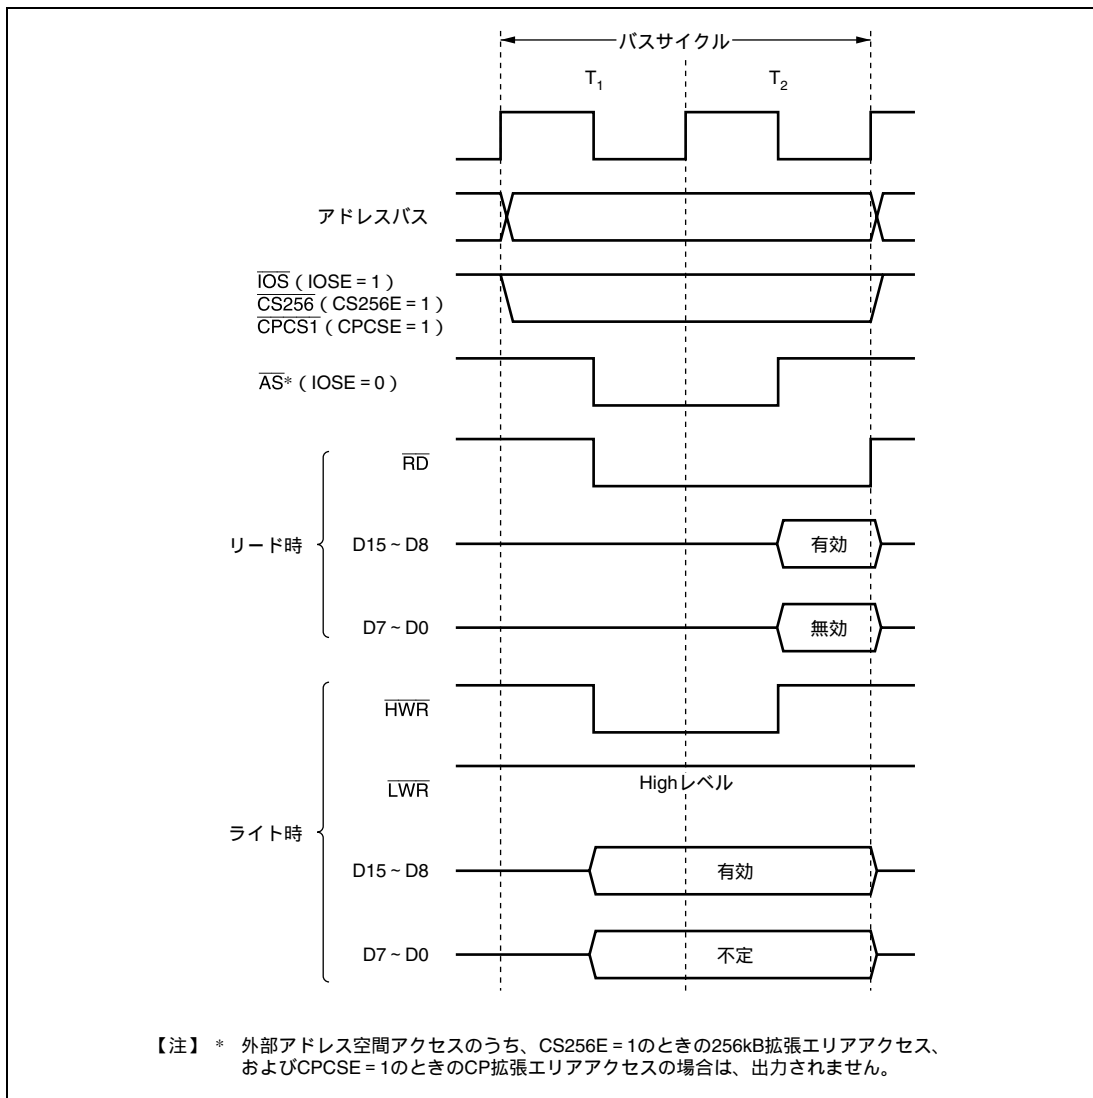 バスサイクル
T1 T2
アドレスバス
IOS ( IOSE = 1 )
CS256 ( CS256E = 1 )
CPCS1 ( CPCSE = 1 )
AS* ( IOSE = 0 )
リード時
RD
D15 ~ D8 有効
D7 ~ D0 無効
ライト時
HWR
LWR Highレベル
D15 ~ D8 有効
D7 ~ D0 不定
【注】 * 外部アドレス空間アクセスのうち、CS256E = 1のときの256kB拡張エリアアクセス、
およびCPCSE = 1のときのCP拡張エリアアクセスの場合は、出力されません。